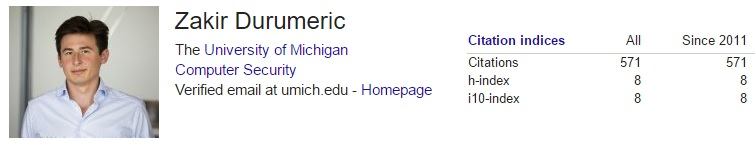 Zakir Durumeric
The University of Michigan
Computer Security
Verified email at umich.edu - Homepage
Citation indices All Since 2011
Citations 571 571
h-index 8 8
i10-index 8 8